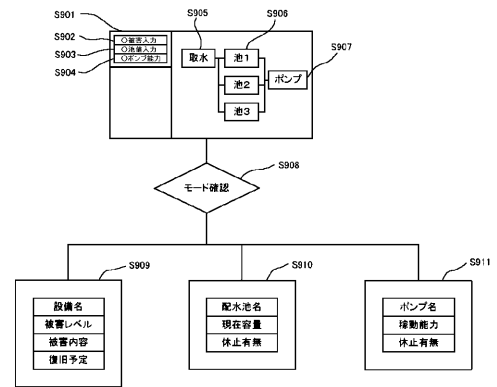 S901
S902
S903
S904
○被害入力
○池値入力
○ポンプ能力
S905
S906
S907
取水
池1
池2
池3
ポンプ
S908
モード確認
S909
設備名
被害レベル
被害内容
復旧予定
S910
配水池名
現在容量
休止有無
S911
ポンプ名
稼動能力
休止有無